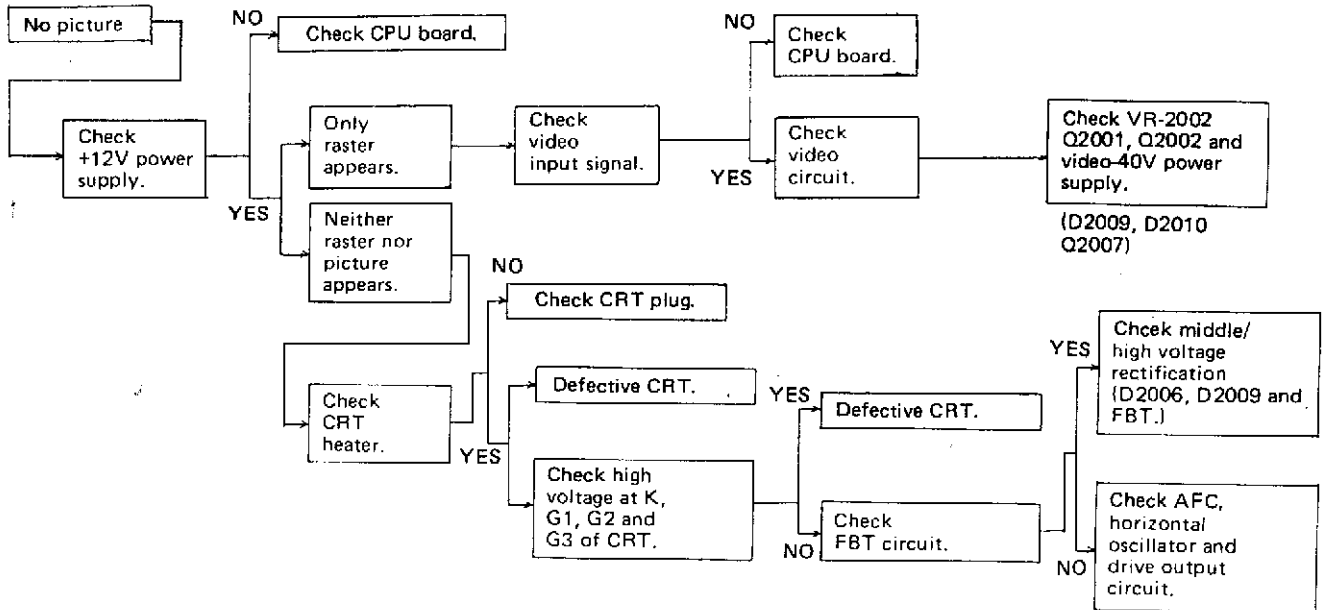 No picture
NO
Check CPU board.
Check
+12V power
supply.
YES
Only
raster
appears.
Check
video
input signal.
NO
Check
CPU board.
YES
Check
video
circuit.
Check VR-2002
Q2001, Q2002 and
video-40V power
supply.
(D2009, D2010
Q2007)
Neither
raster nor
picture
appears.
Check
CRT
heater.
NO
Check CRT plug.
YES
Defective CRT.
Check high
voltage at K,
G1, G2 and
G3 of CRT.
YES
Defective CRT.
NO
Check
FBT circuit.
YES
Chcek middle/
high voltage
rectification
(D2006, D2009 and
FBT.)
NO
Check AFC,
horizontal
oscillator and
drive output
circuit.